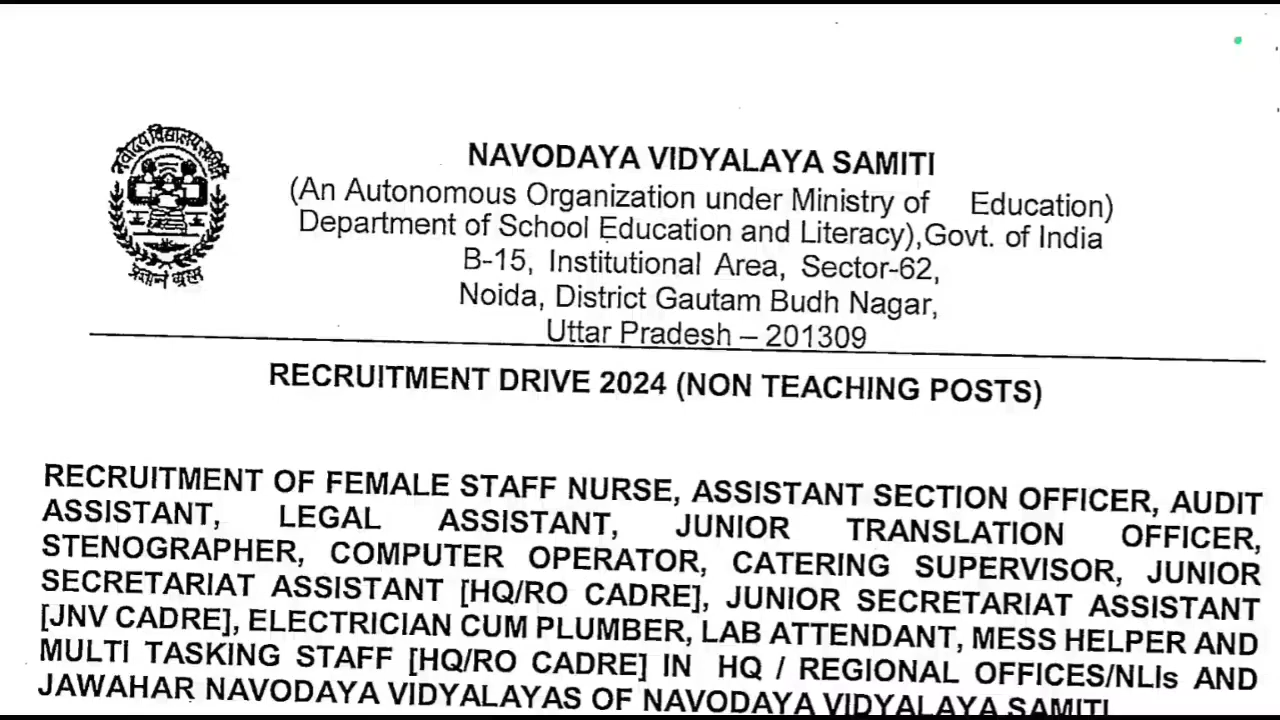 नवोदय विद्यालय समिति
NAVODAYA VIDYALAYA SAMITI
(An Autonomous Organization under Ministry of Education)
Department of School Education and Literacy),Govt. of India
B-15, Institutional Area, Sector-62,
Noida, District Gautam Budh Nagar,
Uttar Pradesh – 201309
RECRUITMENT DRIVE 2024 (NON TEACHING POSTS)
RECRUITMENT OF FEMALE STAFF NURSE, ASSISTANT SECTION OFFICER, AUDIT
ASSISTANT, LEGAL ASSISTANT, JUNIOR TRANSLATION OFFICER,
STENOGRAPHER, COMPUTER OPERATOR, CATERING SUPERVISOR, JUNIOR
SECRETARIAT ASSISTANT [HQ/RO CADRE], JUNIOR SECRETARIAT ASSISTANT
[JNV CADRE], ELECTRICIAN CUM PLUMBER, LAB ATTENDANT, MESS HELPER AND
MULTI TASKING STAFF [HQ/RO CADRE] IN HQ / REGIONAL OFFICES/NLIs AND
JAWAHAR NAVODAYA VIDYALAYAS OF NAVODAYA VIDYALAYA SAMITI